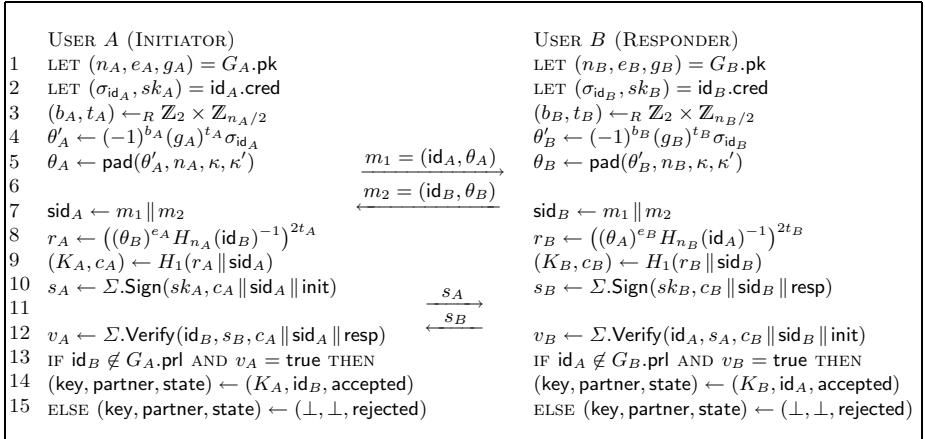 USER A (INITIATOR) USER B (RESPONDER)
1 LET (n_A, e_A, g_A) = G_A.pk LET (n_B, e_B, g_B) = G_B.pk
2 LET (σ_{id_A}, sk_A) = id_A.cred LET (σ_{id_B}, sk_B) = id_B.cred
3 (b_A, t_A) ←_R ℤ_2 × ℤ_{n_A/2} (b_B, t_B) ←_R ℤ_2 × ℤ_{n_B/2}
4 θ'_A ← (-1)^{b_A}(g_A)^{t_A}σ_{id_A} θ'_B ← (-1)^{b_B}(g_B)^{t_B}σ_{id_B}
5 θ_A ← pad(θ'_A, n_A, κ, κ') m_1 = (id_A, θ_A) θ_B ← pad(θ'_B, n_B, κ, κ')
6 m_2 = (id_B, θ_B)
7 sid_A ← m_1 ∥ m_2 sid_B ← m_1 ∥ m_2
8 r_A ← ((θ_B)^{e_A} H_{n_A}(id_B)^{-1})^{2t_A} r_B ← ((θ_A)^{e_B} H_{n_B}(id_A)^{-1})^{2t_B}
9 (K_A, c_A) ← H_1(r_A ∥ sid_A) (K_B, c_B) ← H_1(r_B ∥ sid_B)
10 s_A ← Σ.Sign(sk_A, c_A ∥ sid_A ∥ init) s_A s_B ← Σ.Sign(sk_B, c_B ∥ sid_B ∥ resp)
11 s_B
12 v_A ← Σ.Verify(id_B, s_B, c_A ∥ sid_A ∥ resp) v_B ← Σ.Verify(id_A, s_A, c_B ∥ sid_B ∥ init)
13 IF id_B ∉ G_A.prl AND v_A = true THEN IF id_A ∉ G_B.prl AND v_B = true THEN
14 (key, partner, state) ← (K_A, id_B, accepted) (key, partner, state) ← (K_B, id_A, accepted)
15 ELSE (key, partner, state) ← (⊥, ⊥, rejected) ELSE (key, partner, state) ← (⊥, ⊥, rejected)